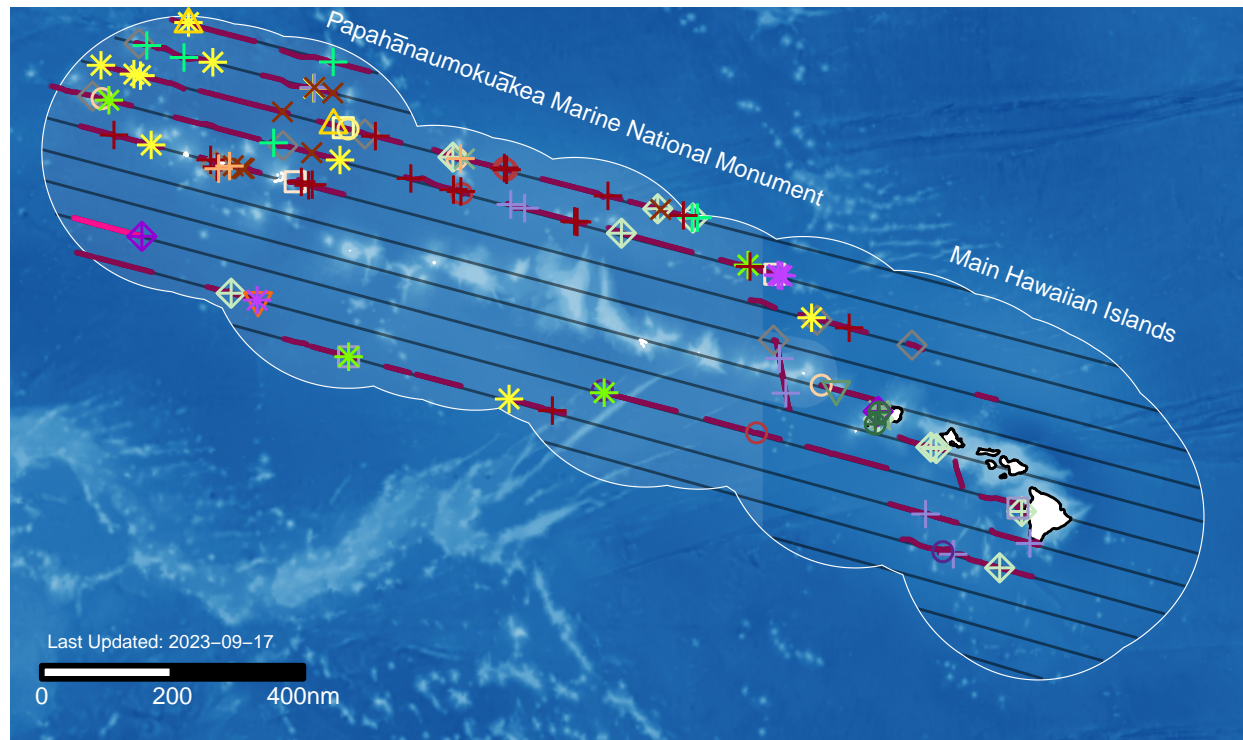 Papahānaumokuākea Marine National Monument
Main Hawaiian Islands
Last Updated: 2023−09−17
0 200 400nm